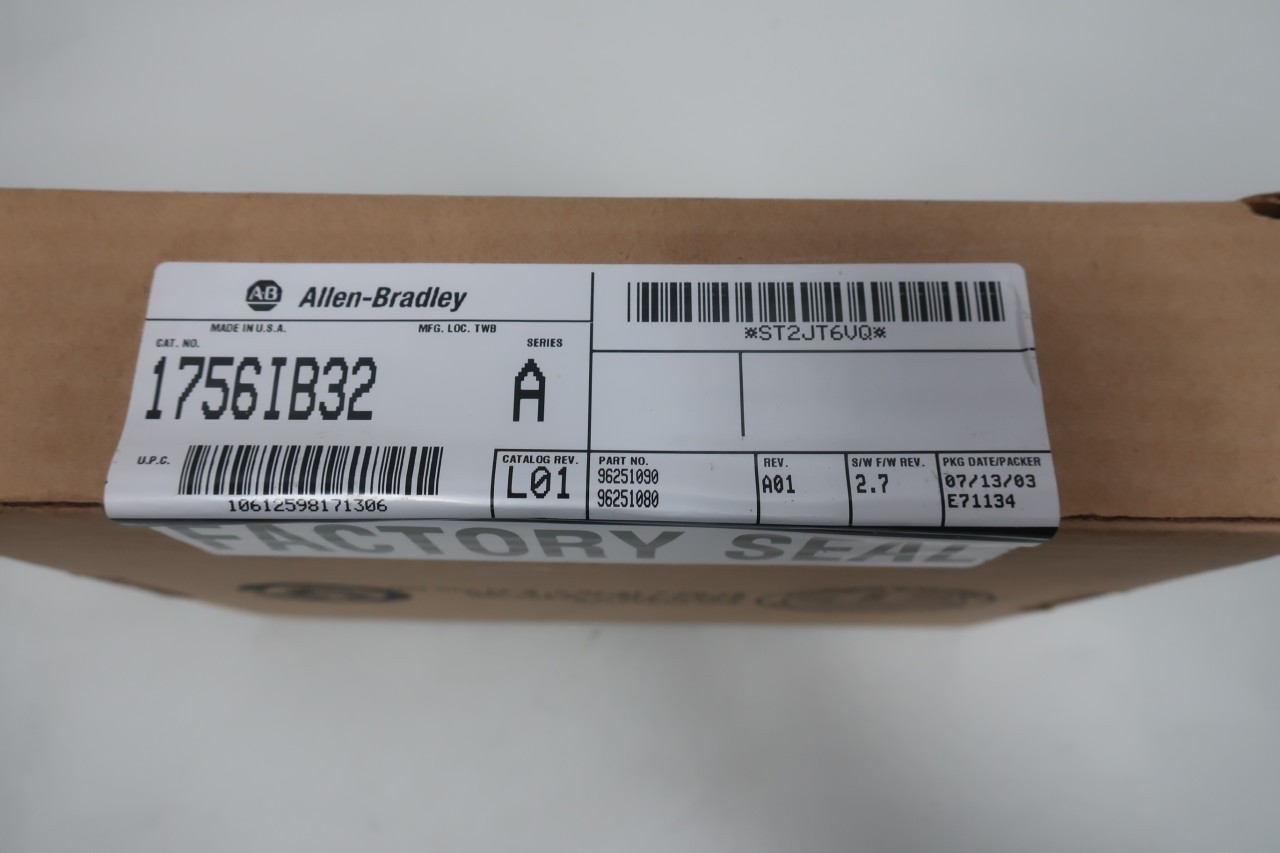 AB Allen-Bradley
MADE IN U.S.A. MFG. LOC. TWB
CAT. NO. SERIES
1756IB32 A
U.P.C.
10612598171306
CATALOG REV.
L01
*ST2JT6VQ*
PART NO.
96251090
96251080
REV.
A01
S/W F/W REV.
2.7
PKG DATE/PACKER
07/13/03
E71134
FACTORY SEAL